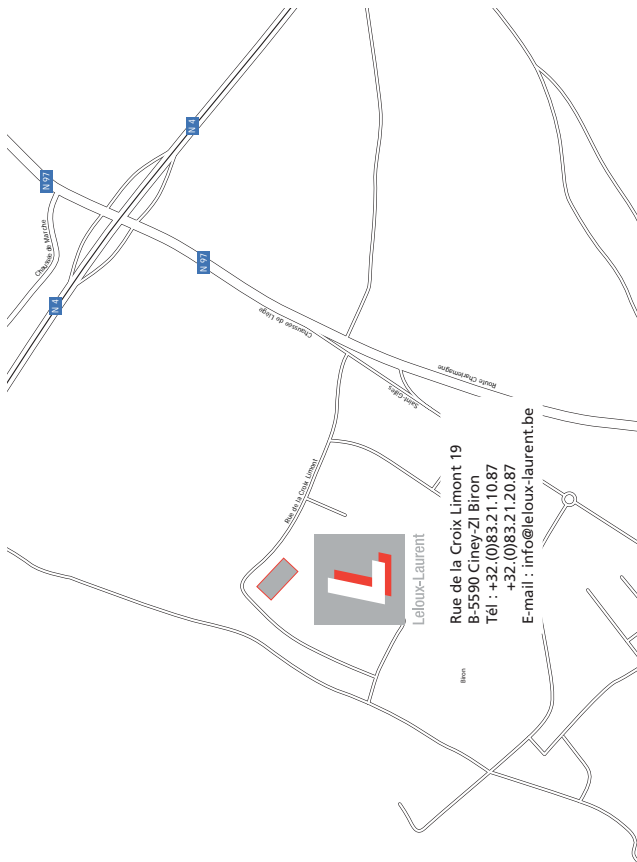 N 97
N 4
Chaussée de Marche
N 4
N 97
Chaussée de Liège
Route Charlemagne
Saint-Gilles
Rue de la Croix Limont
Leloux-Laurent
Rue de la Croix Limont 19
B-5590 Ciney-ZI Biron
Tél : +32.(0)83.21.10.87
+32.(0)83.21.20.87
E-mail : info@leloux-laurent.be
Biron